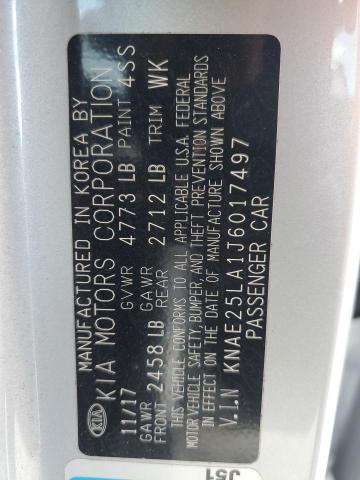 MANUFACTURED IN KOREA BY
KIA KIA MOTORS CORPORATION
11/17 GVWR 4773 LB PAINT 4SS
GAWR FRONT 2458 LB GAWR REAR 2712 LB TRIM WK
THIS VEHICLE CONFORMS TO ALL APPLICABLE U.S.A. FEDERAL
MOTOR VEHICLE SAFETY, BUMPER, AND THEFT PREVENTION STANDARDS
IN EFFECT ON THE DATE OF MANUFACTURE SHOWN ABOVE
V.I.N KNAE25LA1J6017497
PASSENGER CAR
J51